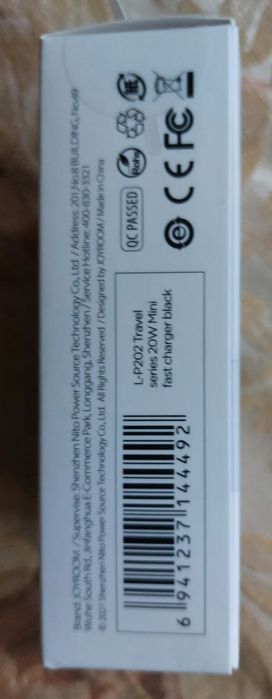 Brand: JOYROOM / Supervise: Shenzhen Nito Power Source Technology Co., Ltd / Address: 201, No.8 BUILDING, No.49
Wuhe South Rd., Jinfanghua E-Commerce Park, Longgang, Shenzhen / Service Hotline: 400-830-3321
© 2021 Shenzhen Nito Power Source Technology Co., Ltd. All Rights Reserved / Designed by JOYROOM / Made in China
QC PASSED
RoHS
CE FC
L-P202 Travel
series 20W Mini
fast charger black
6 941237 144492